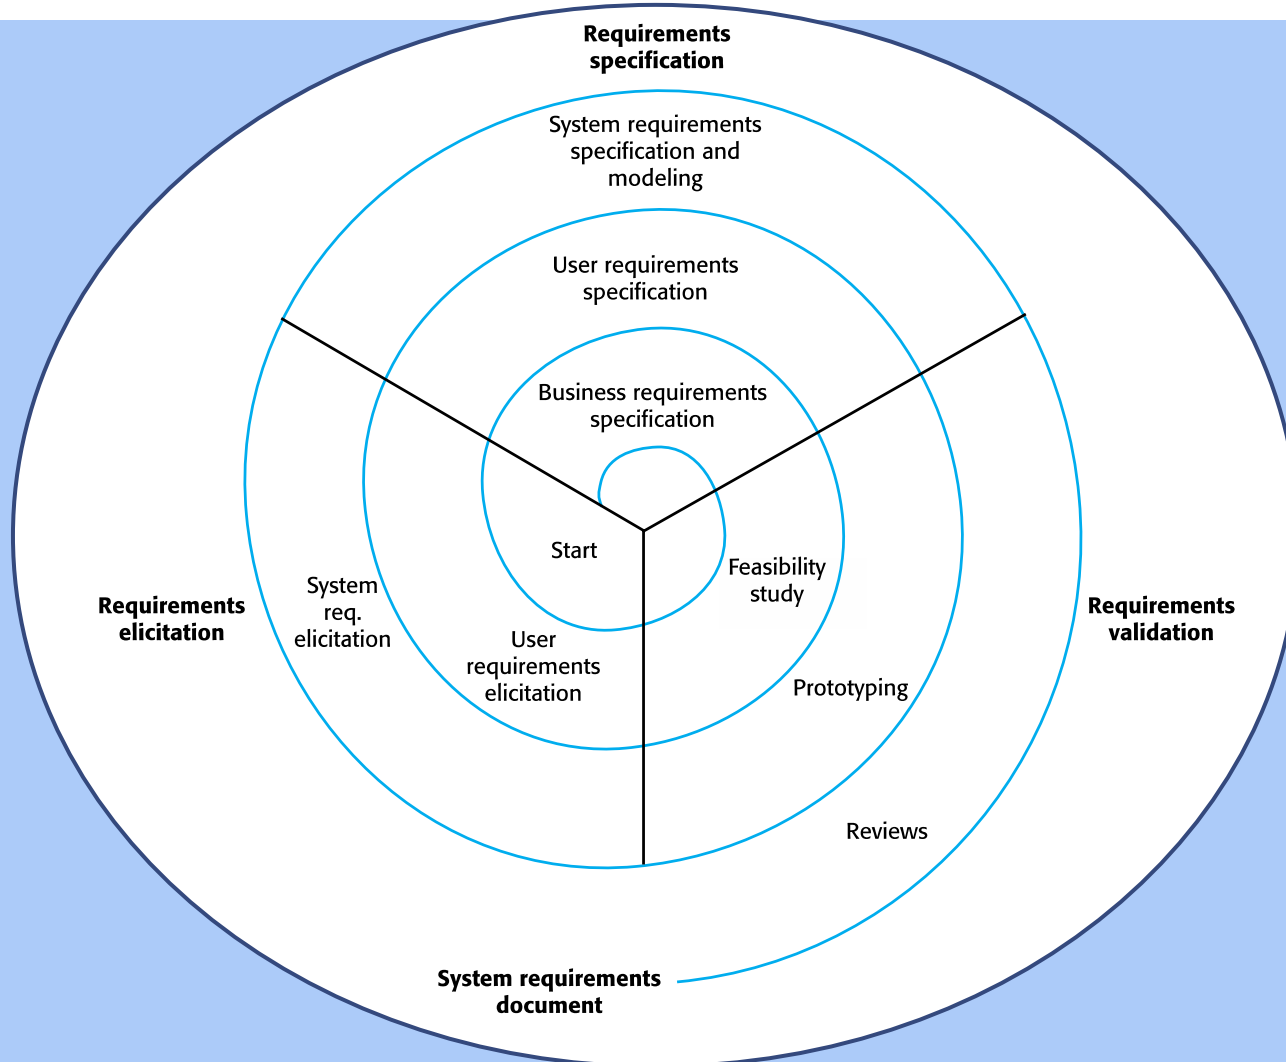 Requirements
specification
System requirements
specification and
modeling
User requirements
specification
Business requirements
specification
Start
Feasibility
study
System
req.
elicitation
Requirements
elicitation
Requirements
validation
User
requirements
elicitation
Prototyping
Reviews
System requirements
document